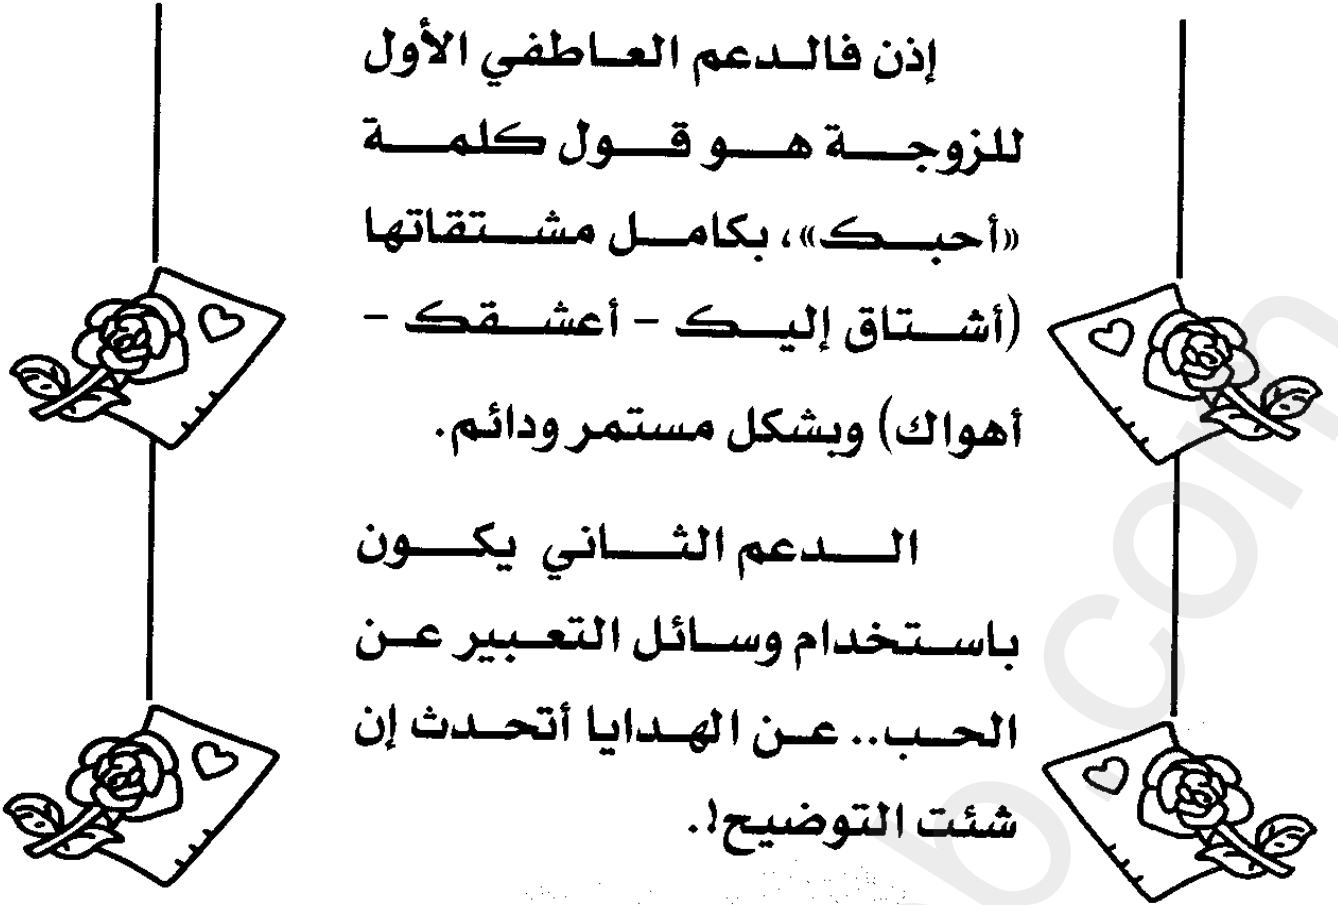 إذن فالدعم العاطفي الأول
للزوجة هو قول كلمة
«أحبك»، بكامل مشتقاتها
(أشتاق إليك – أعشقك –
أهواك) وبشكل مستمر ودائم.
الدعم الثاني يكون
باستخدام وسائل التعبير عن
الحب.. عن الهدايا أتحدث إن
شئت التوضيح!.